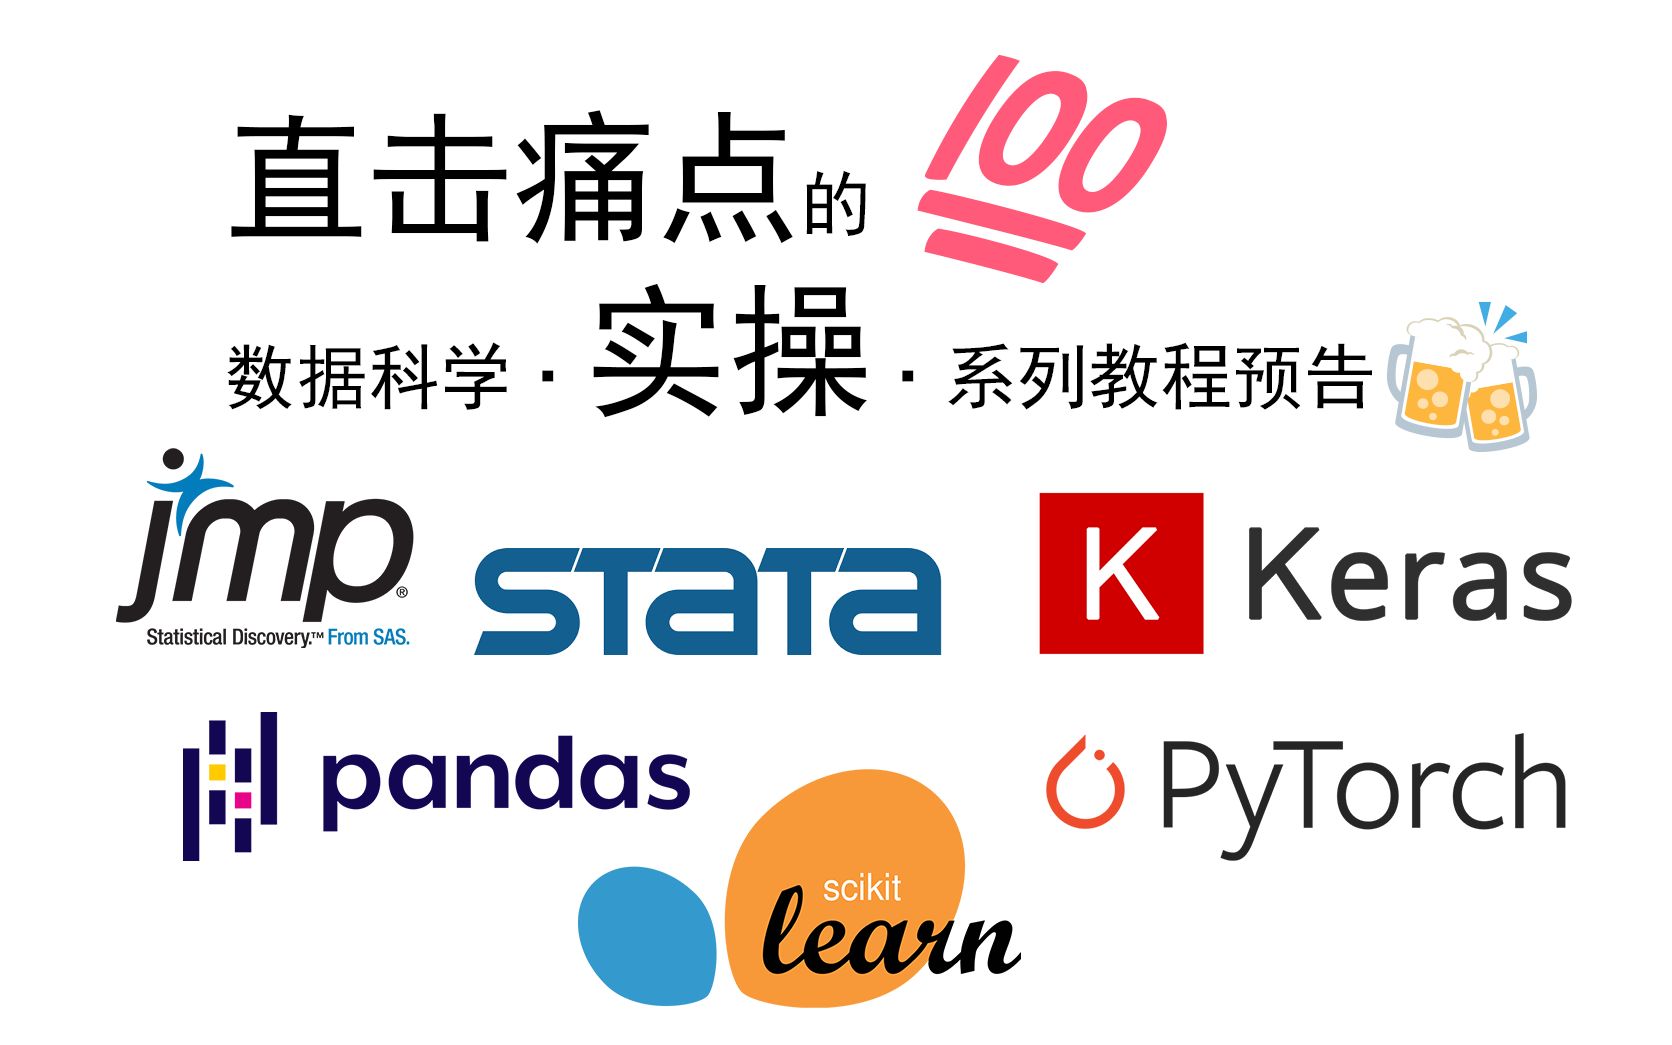 直击痛点的 100
数据科学·实操·系列教程预告
jmp®
Statistical Discovery.™ From SAS.
stata
K Keras
pandas
PyTorch
scikit
learn